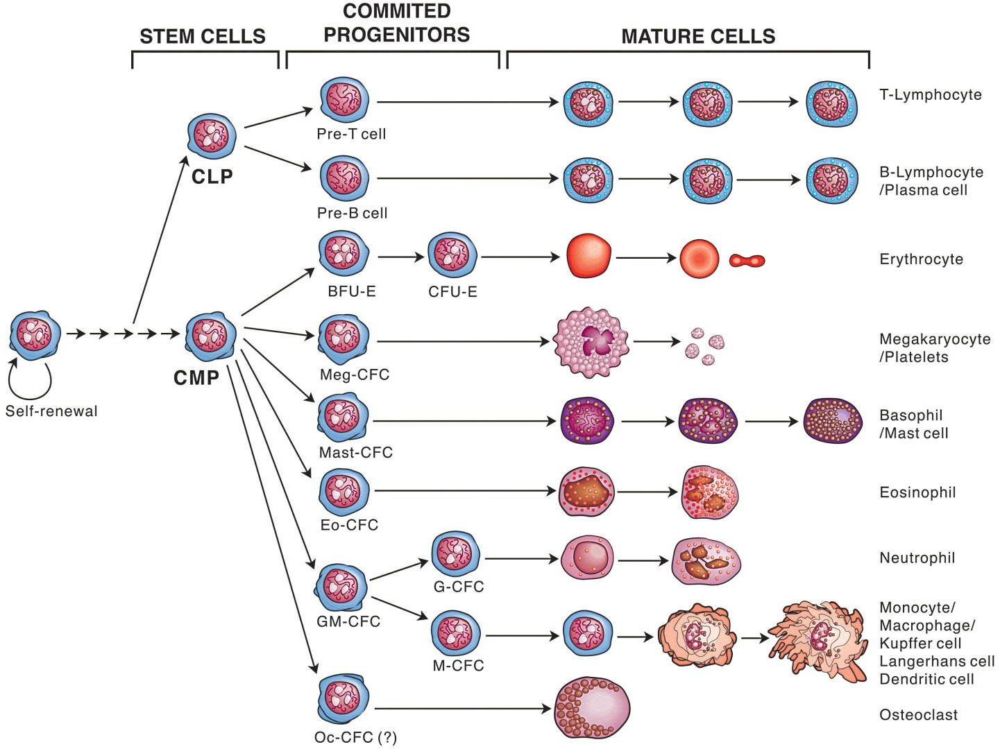 COMMITED
STEM CELLS
PROGENITORS
MATURE CELLS
T-Lymphocyte
Pre-T cell
CLP
B-Lymphocyte
/Plasma cell
Pre-B cell
Erythrocyte
BFU-E
CFU-E
Megakaryocyte
/Platelets
Meg-CFC
CMP
Self-renewal
Basophil
/Mast cell
Mast-CFC
Eosinophil
Eo-CFC
Neutrophil
G-CFC
GM-CFC
Monocyte/
Macrophage/
Kupffer cell
Langerhans cell
Dendritic cell
M-CFC
Osteoclast
Oc-CFC (?)